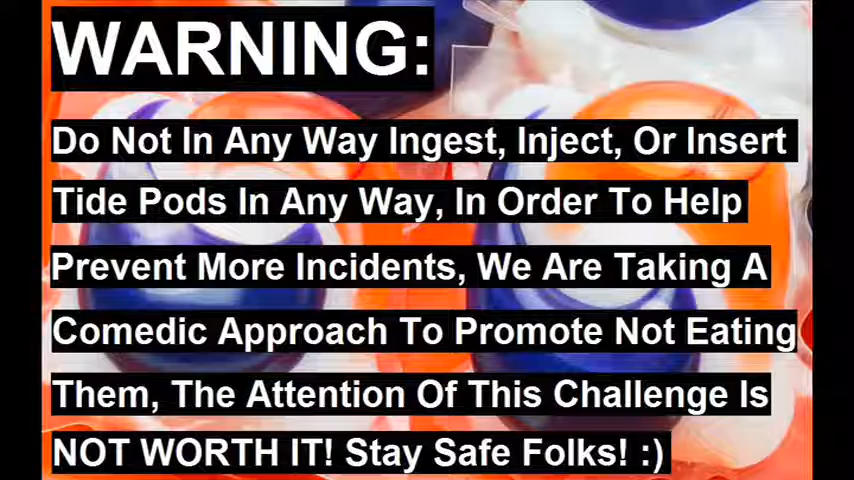 WARNING:
Do Not In Any Way Ingest, Inject, Or Insert
Tide Pods In Any Way, In Order To Help
Prevent More Incidents, We Are Taking A
Comedic Approach To Promote Not Eating
Them, The Attention Of This Challenge Is
NOT WORTH IT! Stay Safe Folks! :)